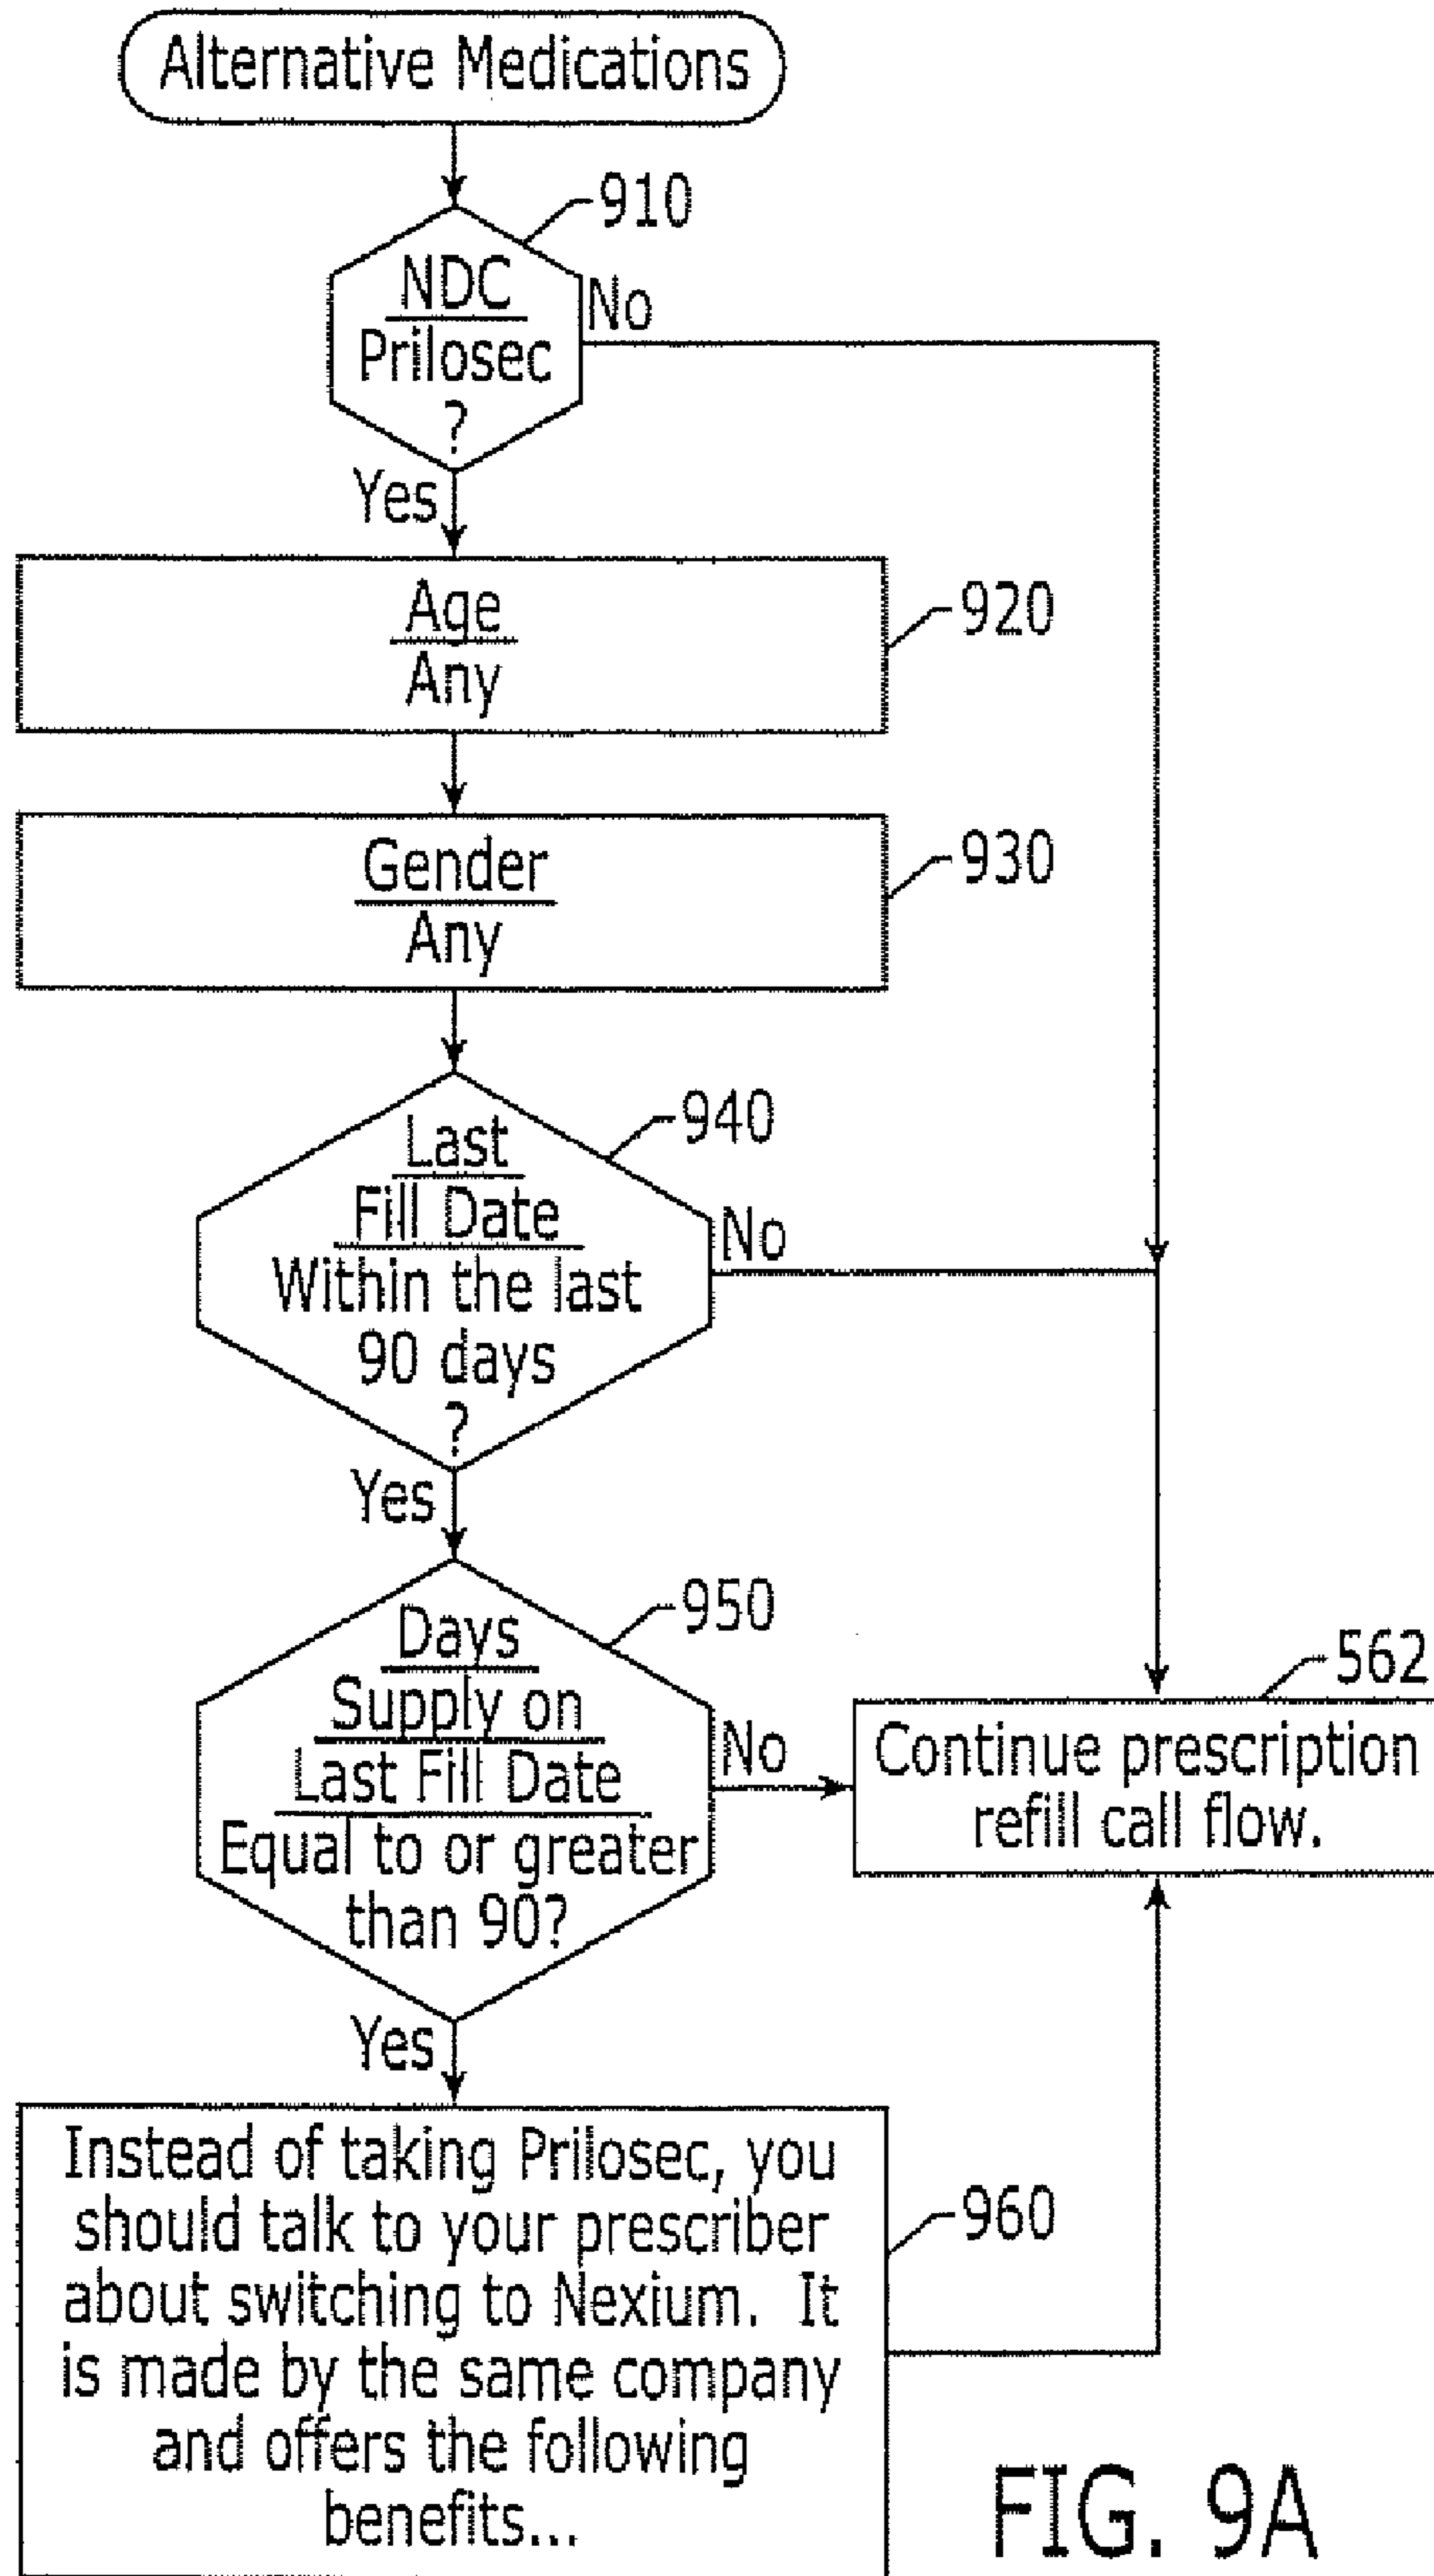 Alternative Medications
910
NDC
Prilosec
?
No
Yes
Age
Any
920
Gender
Any
930
Last
Fill Date
Within the last
90 days
?
940
No
Yes
Days
Supply on
Last Fill Date
Equal to or greater
than 90?
950
No
562
Continue prescription
refill call flow.
Yes
Instead of taking Prilosec, you
should talk to your prescriber
about switching to Nexium. It
is made by the same company
and offers the following
benefits...
960
FIG. 9A